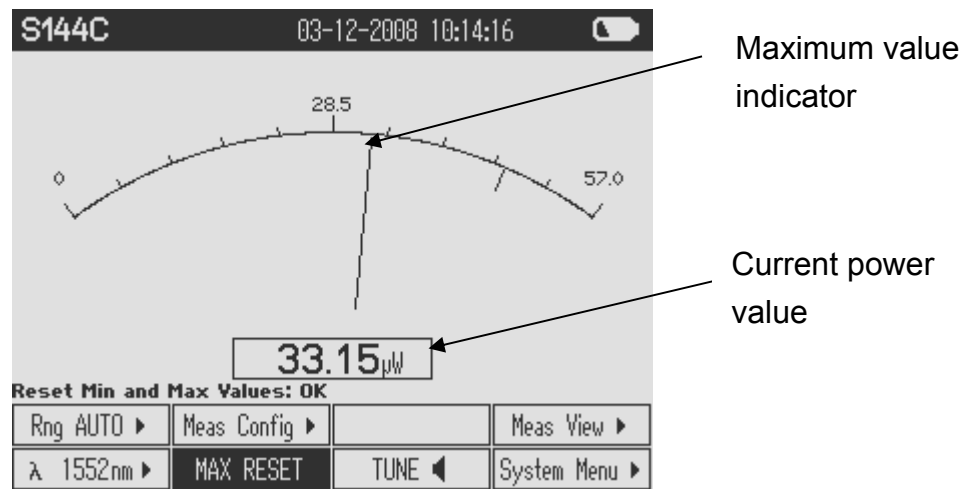 S144C 03-12-2008 10:14:16
Maximum value
indicator
28.5
0
57.0
Current power
value
33.15µW
Reset Min and Max Values: OK
Rng AUTO ▶ Meas Config ▶ Meas View ▶
λ 1552nm ▶ MAX RESET TUNE ◀ System Menu ▶